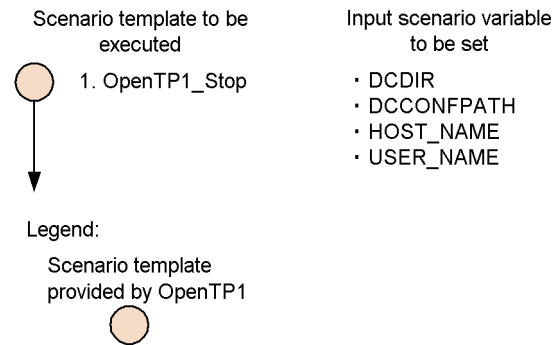 Scenario template to be
executed
Input scenario variable
to be set
1. OpenTP1_Stop
・DCDIR
・DCCONFPATH
・HOST_NAME
・USER_NAME
Legend:
Scenario template
provided by OpenTP1